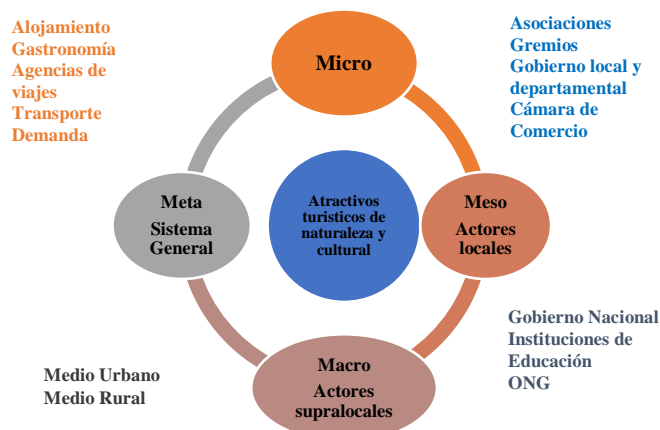 Alojamiento
Gastronomía
Agencias de
viajes
Transporte
Demanda
Micro
Asociaciones
Gremios
Gobierno local y
departamental
Cámara de
Comercio
Meta
Sistema
General
Atractivos
turisticos de
naturaleza y
cultural
Meso
Actores
locales
Medio Urbano
Medio Rural
Macro
Actores
supralocales
Gobierno Nacional
Instituciones de
Educación
ONG